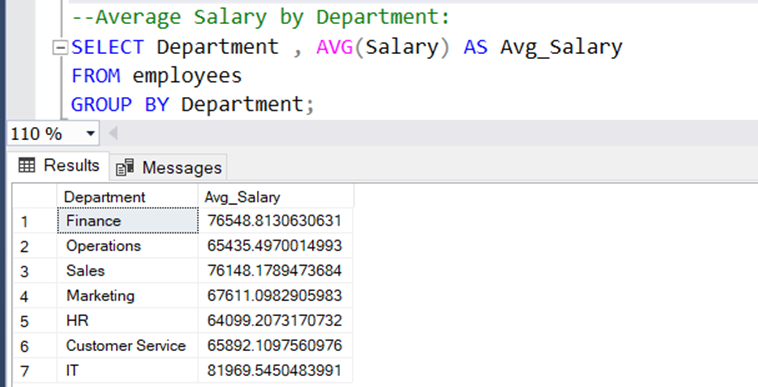 --Average Salary by Department:
SELECT Department , AVG(Salary) AS Avg_Salary
FROM employees
GROUP BY Department;
110 %
Results Messages
Department Avg_Salary
1 Finance 76548.8130630631
2 Operations 65435.4970014993
3 Sales 76148.1789473684
4 Marketing 67611.0982905983
5 HR 64099.2073170732
6 Customer Service 65892.1097560976
7 IT 81969.5450483991